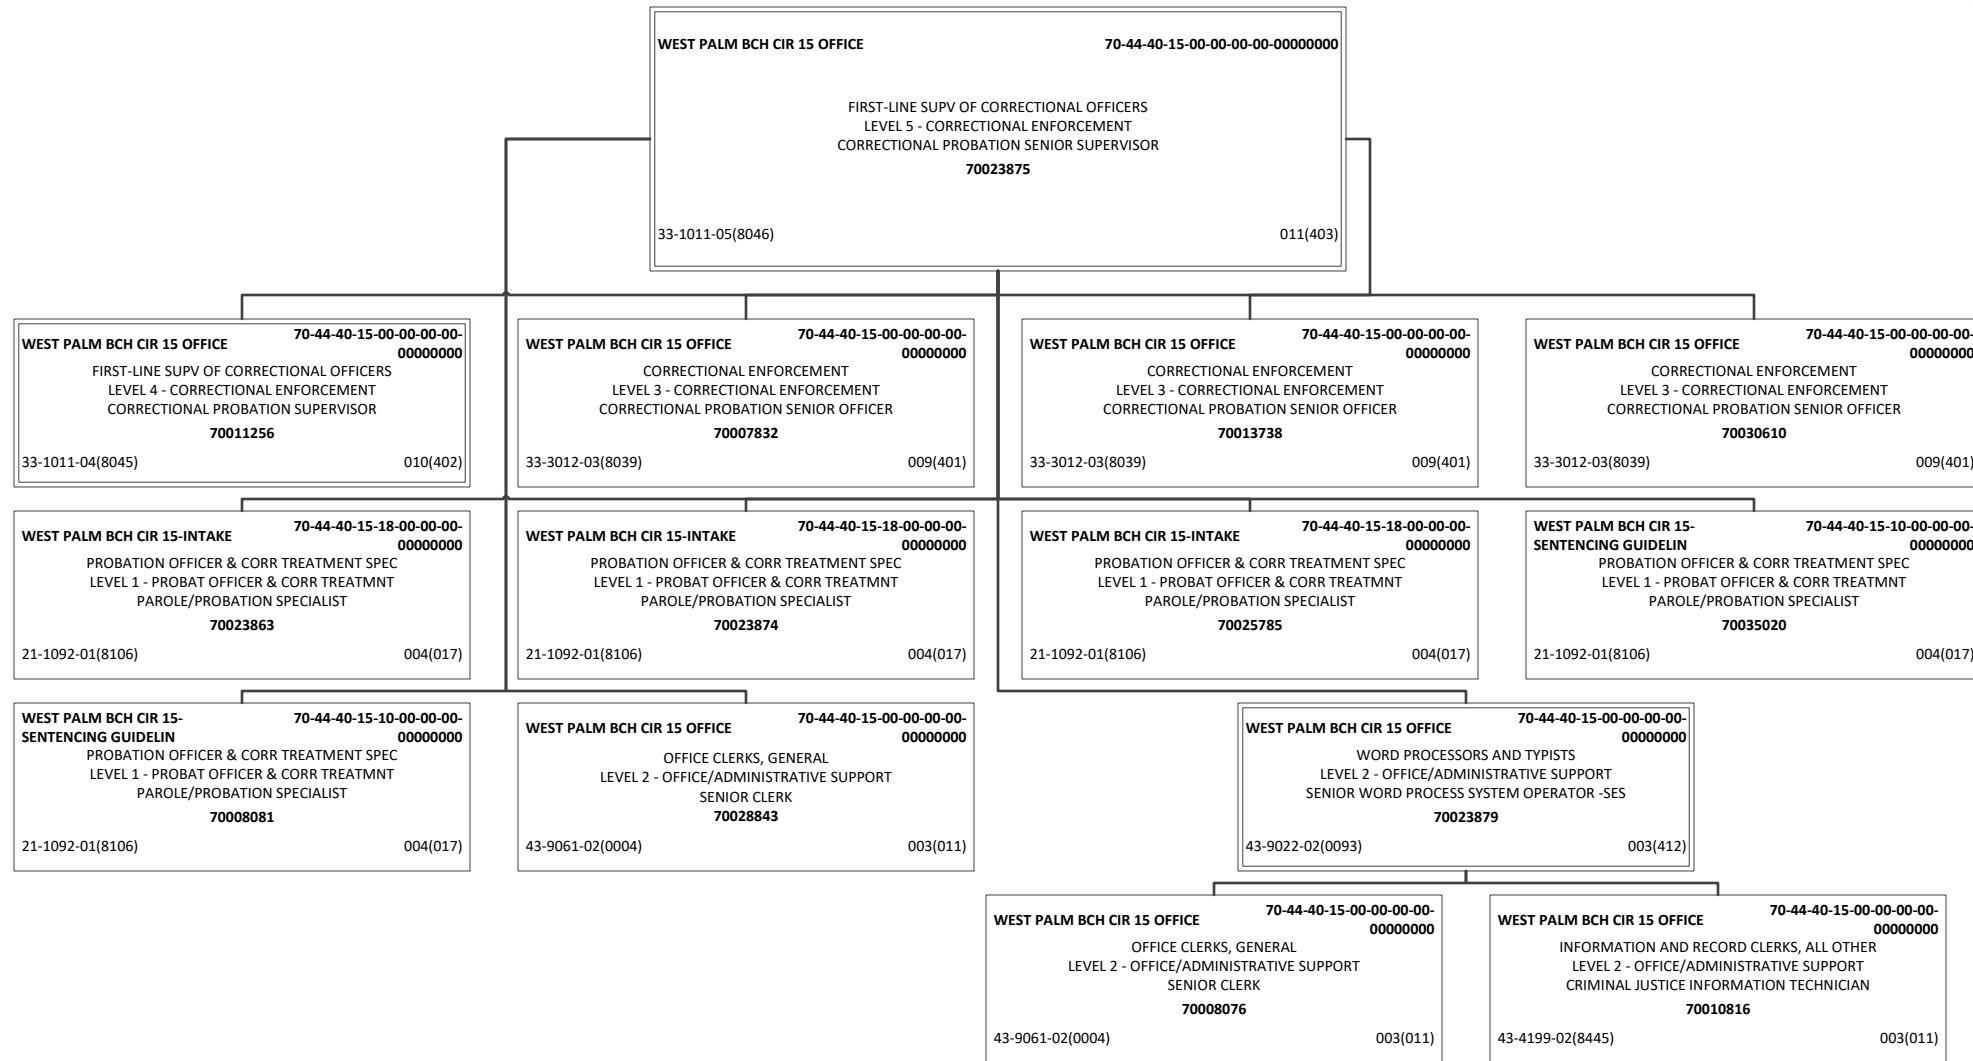 WEST PALM BCH CIR 15 OFFICE 70-44-40-15-00-00-00-00-00000000
FIRST-LINE SUPV OF CORRECTIONAL OFFICERS
LEVEL 5 - CORRECTIONAL ENFORCEMENT
CORRECTIONAL PROBATION SENIOR SUPERVISOR
70023875
33-1011-05(8046) 011(403)
WEST PALM BCH CIR 15 OFFICE 70-44-40-15-00-00-00-00-
00000000
FIRST-LINE SUPV OF CORRECTIONAL OFFICERS
LEVEL 4 - CORRECTIONAL ENFORCEMENT
CORRECTIONAL PROBATION SUPERVISOR
70011256
33-1011-04(8045) 010(402)
WEST PALM BCH CIR 15 OFFICE 70-44-40-15-00-00-00-00-
00000000
CORRECTIONAL ENFORCEMENT
LEVEL 3 - CORRECTIONAL ENFORCEMENT
CORRECTIONAL PROBATION SENIOR OFFICER
70007832
33-3012-03(8039) 009(401)
WEST PALM BCH CIR 15 OFFICE 70-44-40-15-00-00-00-00-
00000000
CORRECTIONAL ENFORCEMENT
LEVEL 3 - CORRECTIONAL ENFORCEMENT
CORRECTIONAL PROBATION SENIOR OFFICER
70013738
33-3012-03(8039) 009(401)
WEST PALM BCH CIR 15 OFFICE 70-44-40-15-00-00-00-00-
00000000
CORRECTIONAL ENFORCEMENT
LEVEL 3 - CORRECTIONAL ENFORCEMENT
CORRECTIONAL PROBATION SENIOR OFFICER
70030610
33-3012-03(8039) 009(401)
WEST PALM BCH CIR 15-INTAKE 70-44-40-15-18-00-00-00-
00000000
PROBATION OFFICER & CORR TREATMENT SPEC
LEVEL 1 - PROBAT OFFICER & CORR TREATMNT
PAROLE/PROBATION SPECIALIST
70023863
21-1092-01(8106) 004(017)
WEST PALM BCH CIR 15-INTAKE 70-44-40-15-18-00-00-00-
00000000
PROBATION OFFICER & CORR TREATMENT SPEC
LEVEL 1 - PROBAT OFFICER & CORR TREATMNT
PAROLE/PROBATION SPECIALIST
70023874
21-1092-01(8106) 004(017)
WEST PALM BCH CIR 15-INTAKE 70-44-40-15-18-00-00-00-
00000000
PROBATION OFFICER & CORR TREATMENT SPEC
LEVEL 1 - PROBAT OFFICER & CORR TREATMNT
PAROLE/PROBATION SPECIALIST
70025785
21-1092-01(8106) 004(017)
WEST PALM BCH CIR 15- 70-44-40-15-10-00-00-00-
SENTENCING GUIDELIN 00000000
PROBATION OFFICER & CORR TREATMENT SPEC
LEVEL 1 - PROBAT OFFICER & CORR TREATMNT
PAROLE/PROBATION SPECIALIST
70035020
21-1092-01(8106) 004(017)
WEST PALM BCH CIR 15- 70-44-40-15-10-00-00-00-
SENTENCING GUIDELIN 00000000
PROBATION OFFICER & CORR TREATMENT SPEC
LEVEL 1 - PROBAT OFFICER & CORR TREATMNT
PAROLE/PROBATION SPECIALIST
70008081
21-1092-01(8106) 004(017)
WEST PALM BCH CIR 15 OFFICE 70-44-40-15-00-00-00-00-
00000000
OFFICE CLERKS, GENERAL
LEVEL 2 - OFFICE/ADMINISTRATIVE SUPPORT
SENIOR CLERK
70028843
43-9061-02(0004) 003(011)
WEST PALM BCH CIR 15 OFFICE 70-44-40-15-00-00-00-00-
00000000
WORD PROCESSORS AND TYPISTS
LEVEL 2 - OFFICE/ADMINISTRATIVE SUPPORT
SENIOR WORD PROCESS SYSTEM OPERATOR -SES
70023879
43-9022-02(0093) 003(412)
WEST PALM BCH CIR 15 OFFICE 70-44-40-15-00-00-00-00-
00000000
OFFICE CLERKS, GENERAL
LEVEL 2 - OFFICE/ADMINISTRATIVE SUPPORT
SENIOR CLERK
70008076
43-9061-02(0004) 003(011)
WEST PALM BCH CIR 15 OFFICE 70-44-40-15-00-00-00-00-
00000000
INFORMATION AND RECORD CLERKS, ALL OTHER
LEVEL 2 - OFFICE/ADMINISTRATIVE SUPPORT
CRIMINAL JUSTICE INFORMATION TECHNICIAN
70010816
43-4199-02(8445) 003(011)